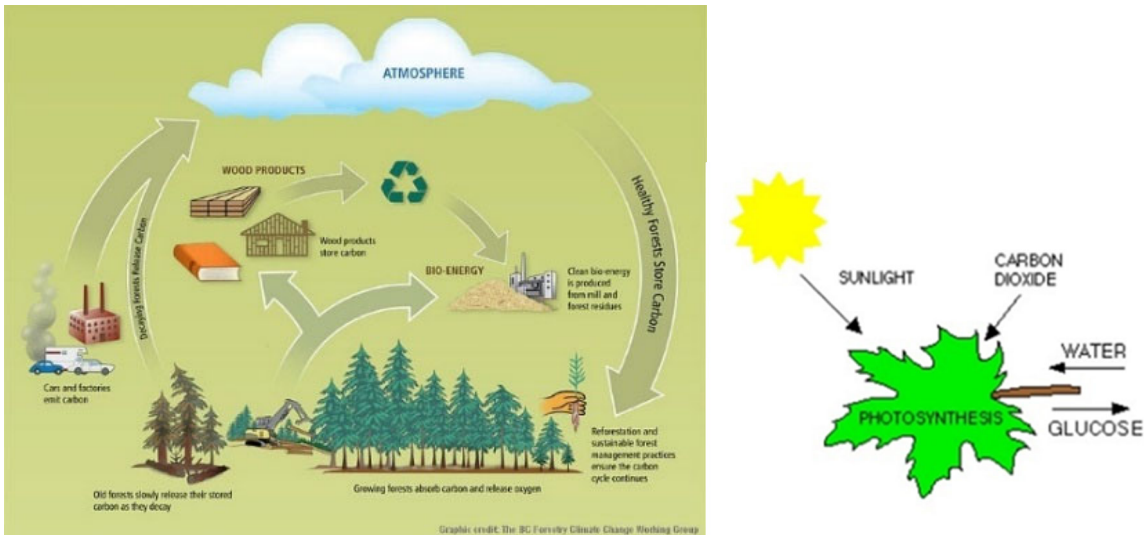 ATMOSPHERE
WOOD PRODUCTS
Wood products
store carbon
BIO-ENERGY
Clean bio-energy
is produced
from mill and
forest residues
Healthy Forests Store Carbon
Decaying Forests Release Carbon
Cars and factories
emit carbon
Old forests slowly release their stored
carbon as they decay
Growing forests absorb carbon and release oxygen
Reforestation and
sustainable forest
management practices
ensure the carbon
cycle continues
Graphic credit: The BC Forestry Climate Change Working Group
SUNLIGHT
CARBON
DIOXIDE
WATER
PHOTOSYNTHESIS
GLUCOSE